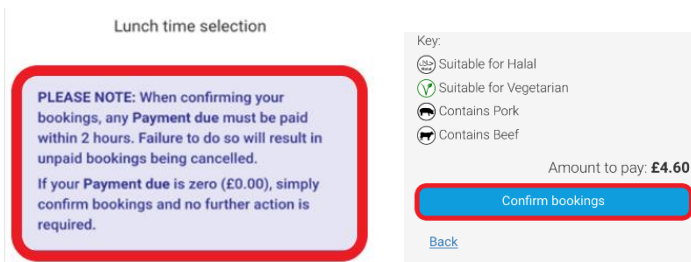 Lunch time selection
PLEASE NOTE: When confirming your
bookings, any Payment due must be paid
within 2 hours. Failure to do so will result in
unpaid bookings being cancelled.
If your Payment due is zero (£0.00), simply
confirm bookings and no further action is
required.
Key:
Suitable for Halal
Suitable for Vegetarian
Contains Pork
Contains Beef
Amount to pay: £4.60
Confirm bookings
Back